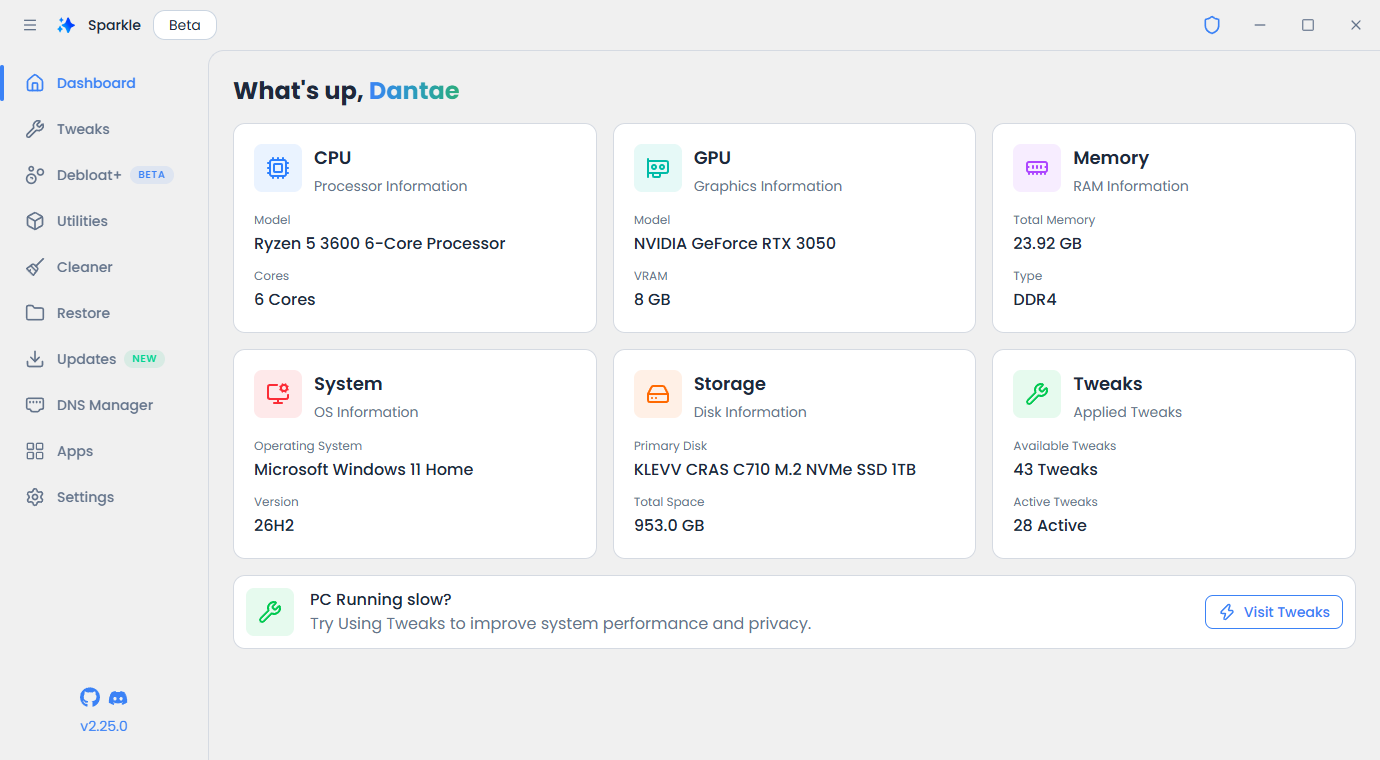 Sparkle Beta
Dashboard
Tweaks
Debloat+ BETA
Utilities
Cleaner
Restore
Updates NEW
DNS Manager
Apps
Settings
v2.25.0
What's up, Dantae
CPU
Processor Information
Model
Ryzen 5 3600 6-Core Processor
Cores
6 Cores
GPU
Graphics Information
Model
NVIDIA GeForce RTX 3050
VRAM
8 GB
Memory
RAM Information
Total Memory
23.92 GB
Type
DDR4
System
OS Information
Operating System
Microsoft Windows 11 Home
Version
26H2
Storage
Disk Information
Primary Disk
KLEVV CRAS C710 M.2 NVMe SSD 1TB
Total Space
953.0 GB
Tweaks
Applied Tweaks
Available Tweaks
43 Tweaks
Active Tweaks
28 Active
PC Running slow?
Try Using Tweaks to improve system performance and privacy.
Visit Tweaks